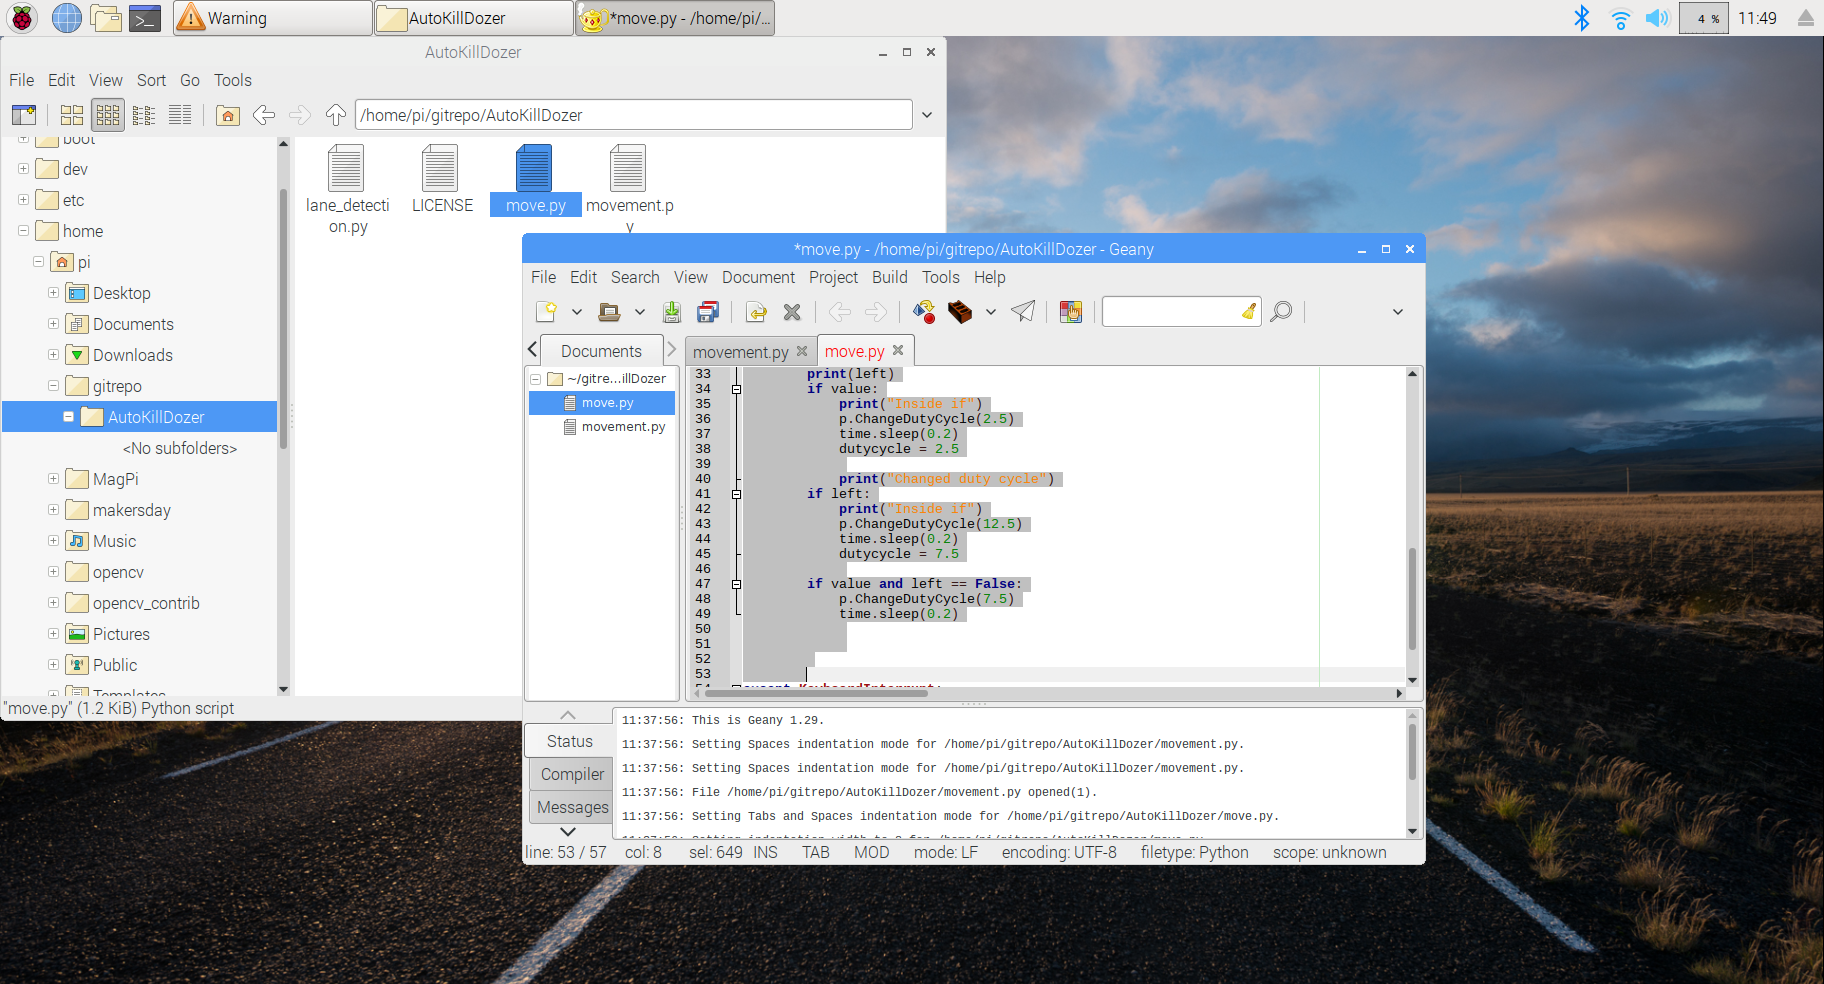 Warning
AutoKillDozer
*move.py - /home/pi/...
4 %
11:49
AutoKillDozer
File Edit View Sort Go Tools
/home/pi/gitrepo/AutoKillDozer
boot
dev
etc
home
pi
Desktop
Documents
Downloads
gitrepo
AutoKillDozer
<No subfolders>
MagPi
makersday
Music
opencv
opencv_contrib
Pictures
Public
Templates
lane_detecti
on.py
LICENSE
move.py
movement.p
y
"move.py" (1.2 KiB) Python script
*move.py - /home/pi/gitrepo/AutoKillDozer - Geany
File Edit Search View Document Project Build Tools Help
Documents
movement.py
move.py
~/gitre...illDozer
move.py
movement.py
33 print(left)
34 if value:
35 print("Inside if")
36 p.ChangeDutyCycle(2.5)
37 time.sleep(0.2)
38 dutycycle = 2.5
39
40 print("Changed duty cycle")
41 if left:
42 print("Inside if")
43 p.ChangeDutyCycle(12.5)
44 time.sleep(0.2)
45 dutycycle = 7.5
46
47 if value and left == False:
48 p.ChangeDutyCycle(7.5)
49 time.sleep(0.2)
50
51
52
53
54 except KeyboardInterrupt:
Status
Compiler
Messages
11:37:56: This is Geany 1.29.
11:37:56: Setting Spaces indentation mode for /home/pi/gitrepo/AutoKillDozer/movement.py.
11:37:56: Setting Spaces indentation mode for /home/pi/gitrepo/AutoKillDozer/movement.py.
11:37:56: File /home/pi/gitrepo/AutoKillDozer/movement.py opened(1).
11:37:56: Setting Tabs and Spaces indentation mode for /home/pi/gitrepo/AutoKillDozer/move.py.
line: 53 / 57 col: 8 sel: 649 INS TAB MOD mode: LF encoding: UTF-8 filetype: Python scope: unknown